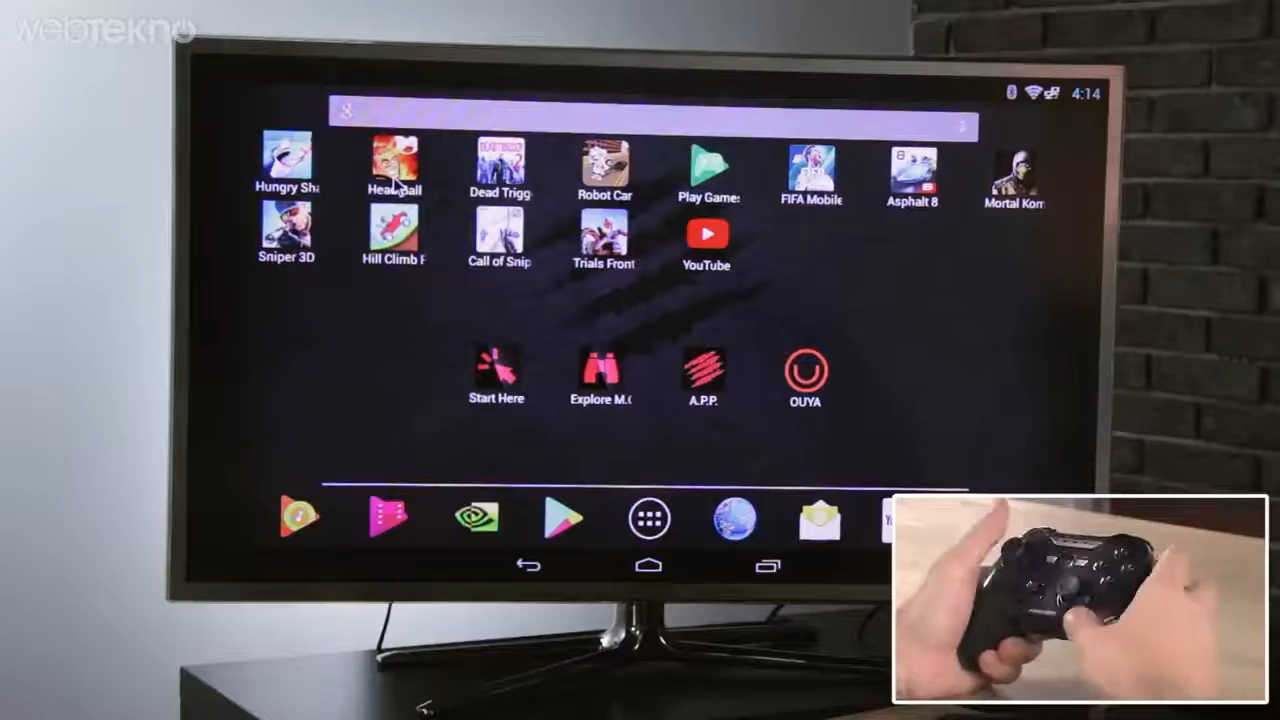 webtekno
4:14
Hungry Sha
Head Ball
Dead Trigg
Robot Car
Play Games
FIFA Mobile
Asphalt 8
Mortal Kom
Sniper 3D
Hill Climb R
Call of Snip
Trials Front
YouTube
Start Here
Explore M.O
A.P.P.
OUYA